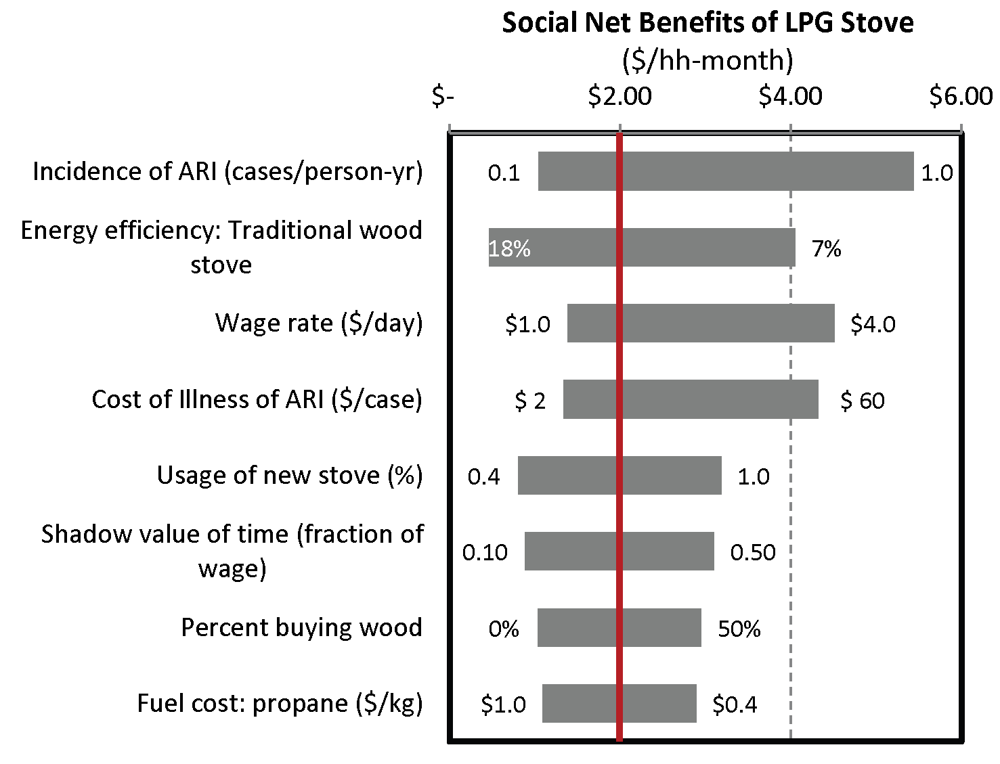 Social Net Benefits of LPG Stove
($/hh-month)
$- $2.00 $4.00 $6.00
Incidence of ARI (cases/person-yr) 0.1 1.0
Energy efficiency: Traditional wood
stove
18% 7%
Wage rate ($/day) $1.0 $4.0
Cost of Illness of ARI ($/case) $ 2 $ 60
Usage of new stove (%) 0.4 1.0
Shadow value of time (fraction of
wage)
0.10 0.50
Percent buying wood 0% 50%
Fuel cost: propane ($/kg) $1.0 $0.4